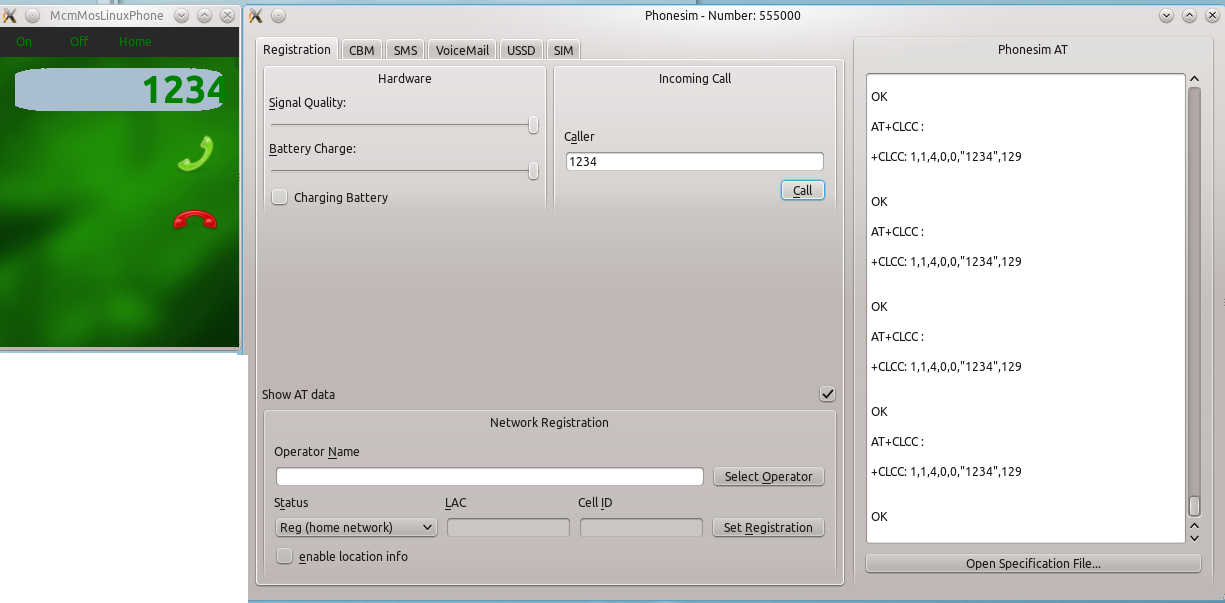 McmMosLinuxPhone
On Off Home
1234
Phonesim - Number: 555000
Registration CBM SMS VoiceMail USSD SIM
Hardware
Signal Quality:
Battery Charge:
Charging Battery
Incoming Call
Caller
1234
Call
Show AT data
Network Registration
Operator Name
Select Operator
Status LAC Cell ID
Reg (home network) Set Registration
enable location info
Phonesim AT
OK
AT+CLCC :
+CLCC: 1,1,4,0,0,"1234",129
OK
AT+CLCC :
+CLCC: 1,1,4,0,0,"1234",129
OK
AT+CLCC :
+CLCC: 1,1,4,0,0,"1234",129
OK
AT+CLCC :
+CLCC: 1,1,4,0,0,"1234",129
OK
Open Specification File...